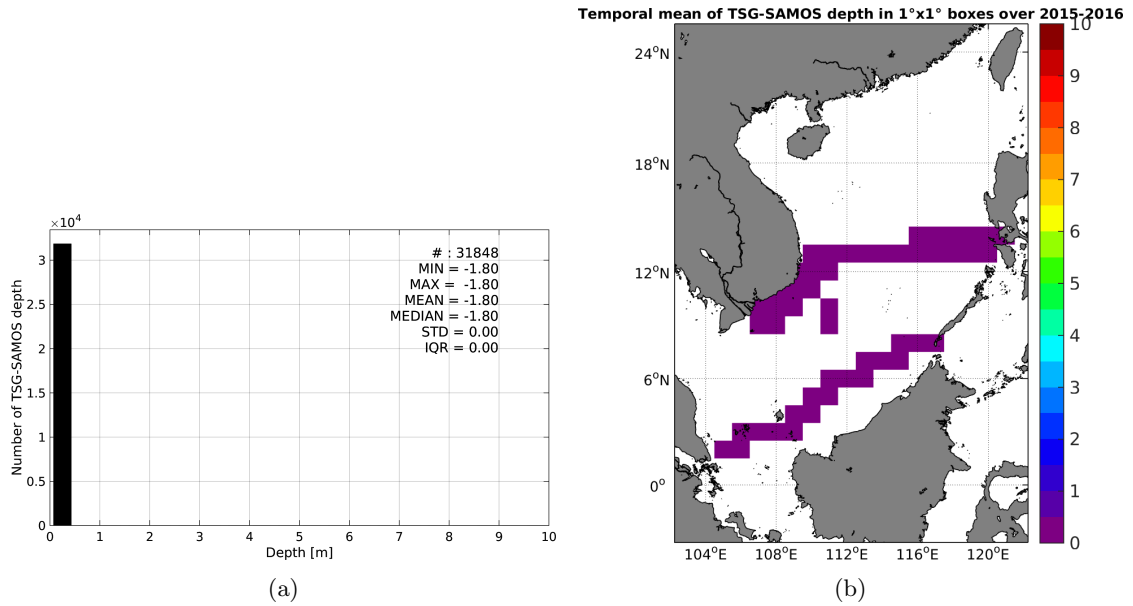 Temporal mean of TSG-SAMOS depth in 1°x1° boxes over 2015-2016
×10⁴
3
2.5
2
1.5
1
0.5
0
Number of TSG-SAMOS depth
# : 31848
MIN = -1.80
MAX = -1.80
MEAN = -1.80
MEDIAN = -1.80
STD = 0.00
IQR = 0.00
0 1 2 3 4 5 6 7 8 9 10
Depth [m]
(a)
24°N
18°N
12°N
6°N
0°
104°E 108°E 112°E 116°E 120°E
10
9
8
7
6
5
4
3
2
1
0
(b)